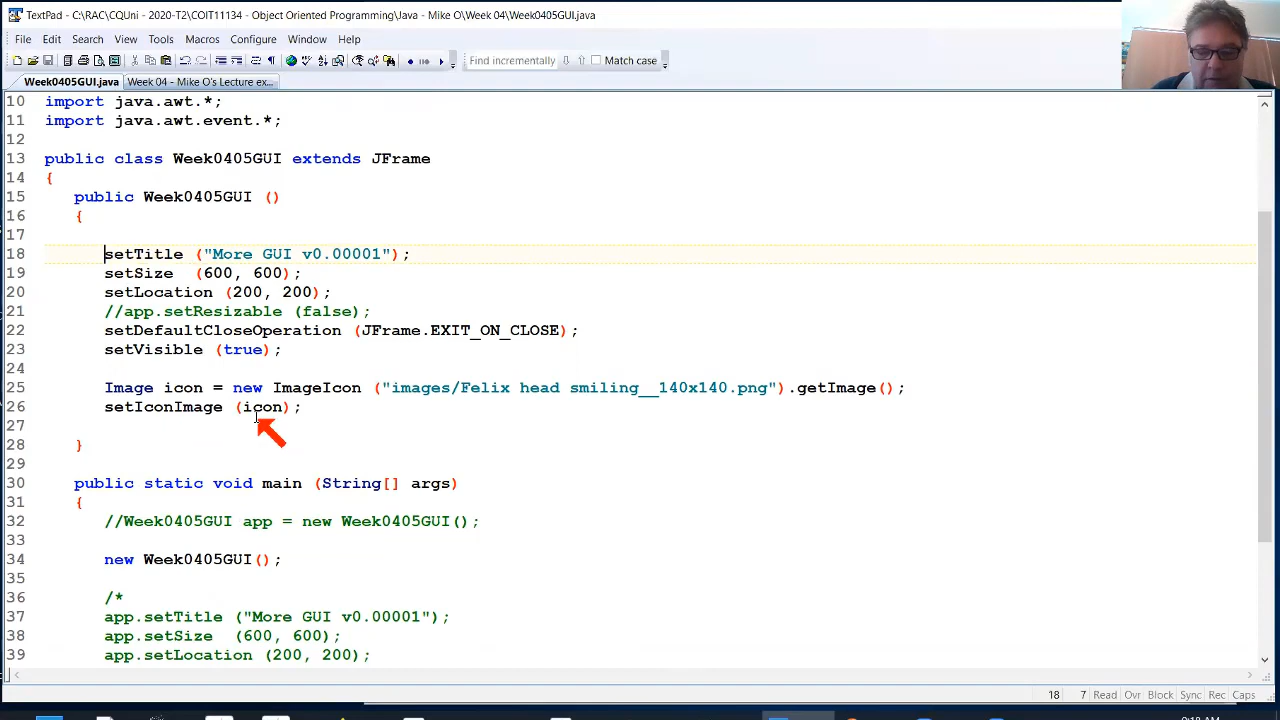 TextPad - C:\RAC\CQUni - 2020-T2\COIT11134 - Object Oriented Programming\Java - Mike O\Week 04\Week0405GUI.java
File Edit Search View Tools Macros Configure Window Help
Find incrementally Match case
Week0405GUI.java Week 04 - Mike O's Lecture ex...
10 import java.awt.*;
11 import java.awt.event.*;
12
13 public class Week0405GUI extends JFrame
14 {
15 public Week0405GUI ()
16 {
17
18 setTitle ("More GUI v0.00001");
19 setSize (600, 600);
20 setLocation (200, 200);
21 //app.setResizable (false);
22 setDefaultCloseOperation (JFrame.EXIT_ON_CLOSE);
23 setVisible (true);
24
25 Image icon = new ImageIcon ("images/Felix head smiling__140x140.png").getImage();
26 setIconImage (icon);
27
28 }
29
30 public static void main (String[] args)
31 {
32 //Week0405GUI app = new Week0405GUI();
33
34 new Week0405GUI();
35
36 /*
37 app.setTitle ("More GUI v0.00001");
38 app.setSize (600, 600);
39 app.setLocation (200, 200);
18 7 Read Ovr Block Sync Rec Caps